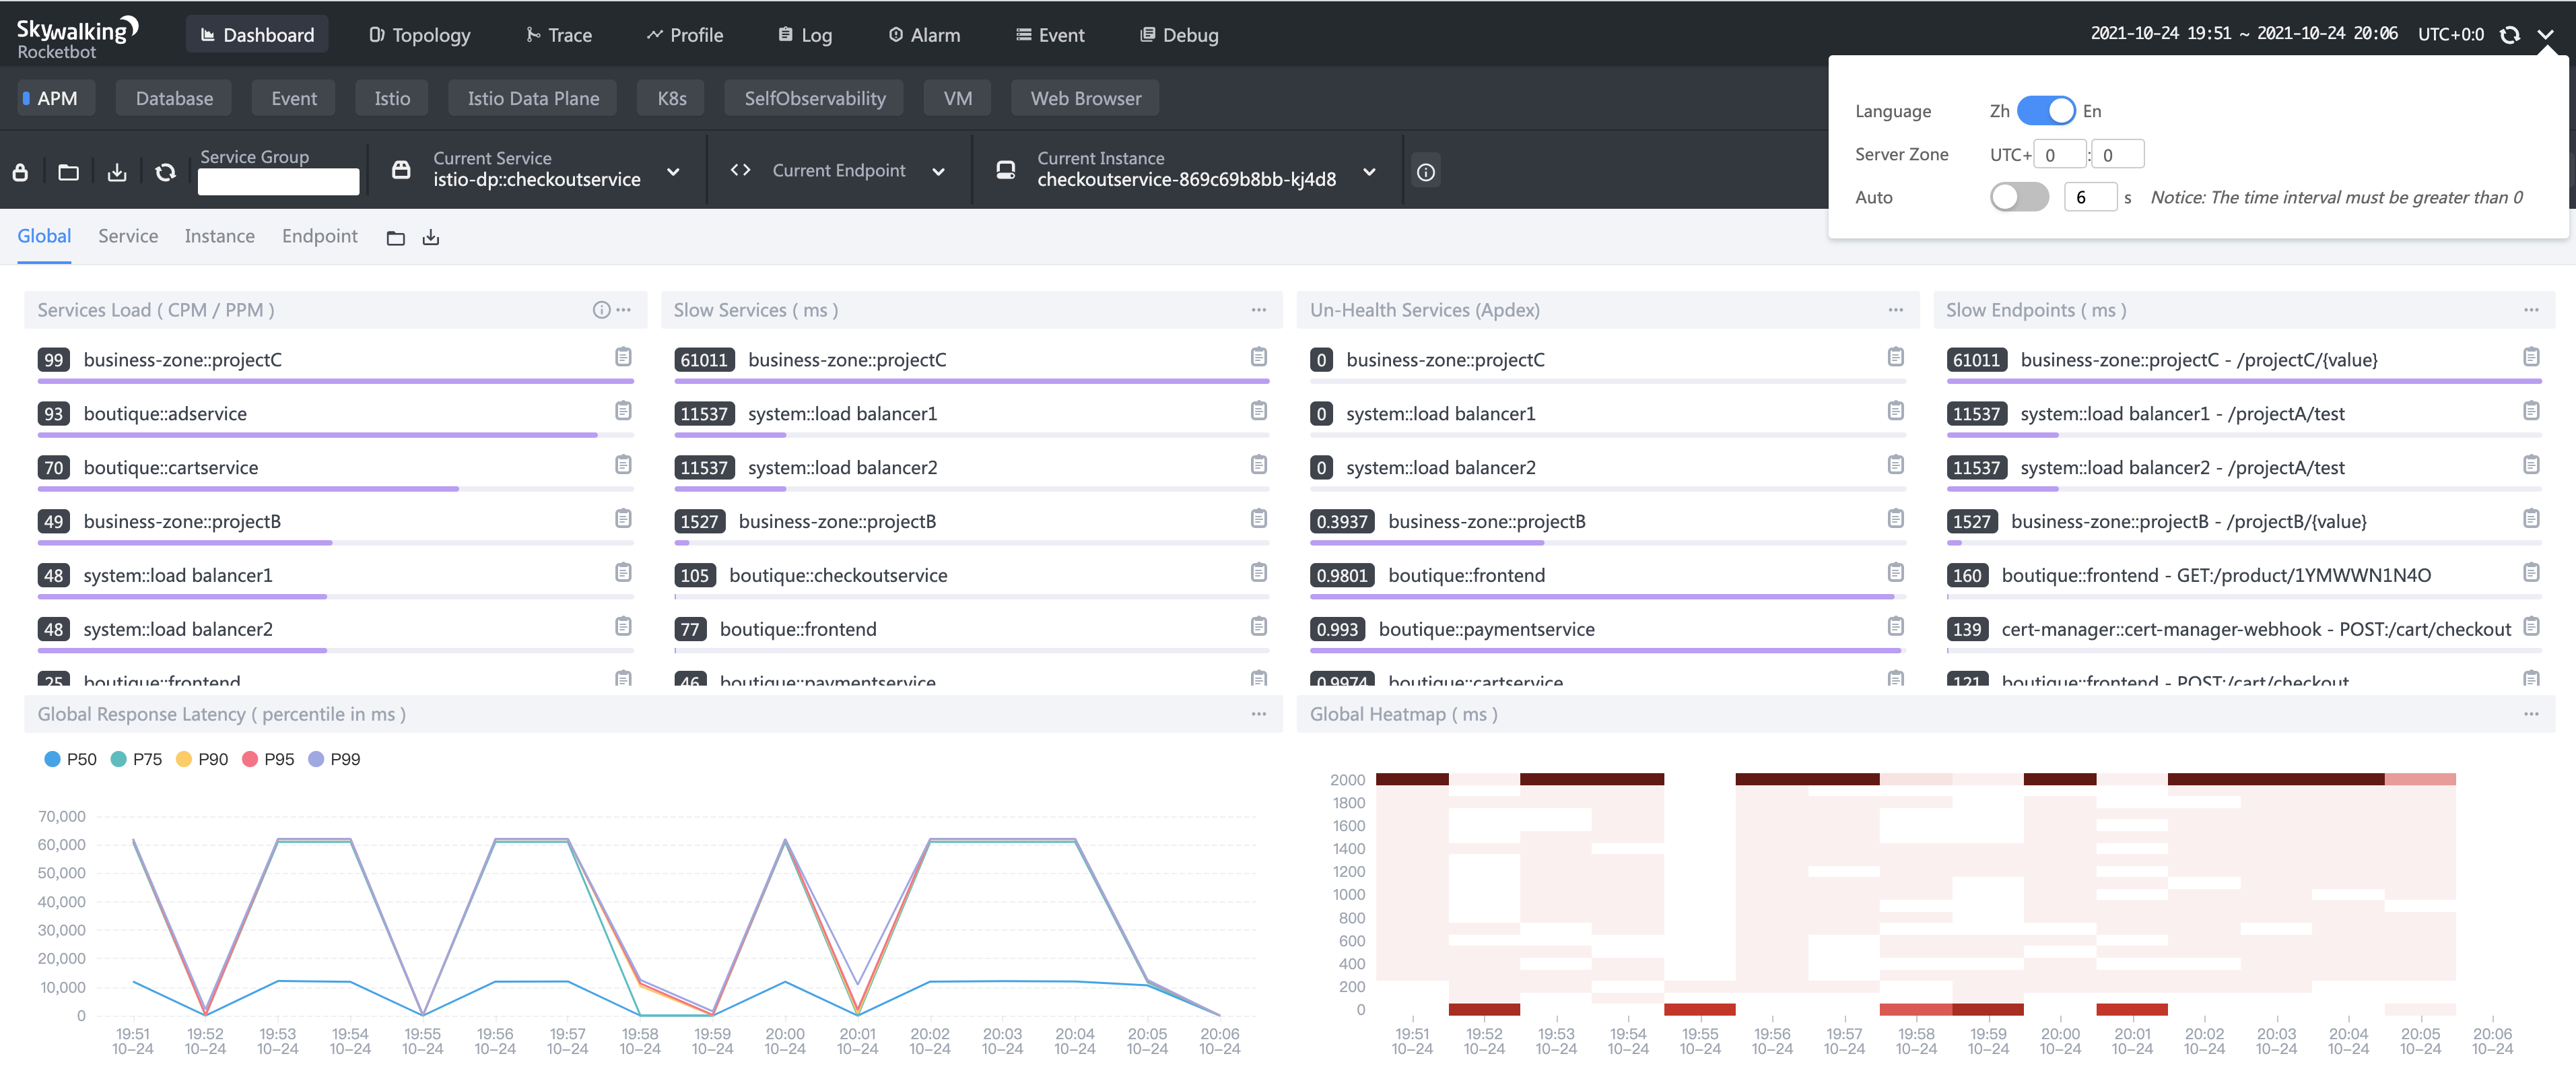 Skywalking
Rocketbot
Dashboard
Topology
Trace
Profile
Log
Alarm
Event
Debug
2021-10-24 19:51 ~ 2021-10-24 20:06
UTC+0:0
APM
Database
Event
Istio
Istio Data Plane
K8s
SelfObservability
VM
Web Browser
Language
Zh
En
Server Zone
UTC+
0
:
0
Auto
6
s
Notice: The time interval must be greater than 0
Service Group
Current Service
istio-dp::checkoutservice
Current Endpoint
Current Instance
checkoutservice-869c69b8bb-kj4d8
Global
Service
Instance
Endpoint
Services Load ( CPM / PPM )
99 business-zone::projectC
93 boutique::adservice
70 boutique::cartservice
49 business-zone::projectB
48 system::load balancer1
48 system::load balancer2
25 boutique::frontend
Slow Services ( ms )
61011 business-zone::projectC
11537 system::load balancer1
11537 system::load balancer2
1527 business-zone::projectB
105 boutique::checkoutservice
77 boutique::frontend
46 boutique::paymentservice
Un-Health Services (Apdex)
0 business-zone::projectC
0 system::load balancer1
0 system::load balancer2
0.3937 business-zone::projectB
0.9801 boutique::frontend
0.993 boutique::paymentservice
0.9974 boutique::cartservice
Slow Endpoints ( ms )
61011 business-zone::projectC - /projectC/{value}
11537 system::load balancer1 - /projectA/test
11537 system::load balancer2 - /projectA/test
1527 business-zone::projectB - /projectB/{value}
160 boutique::frontend - GET:/product/1YMWWN1N4O
139 cert-manager::cert-manager-webhook - POST:/cart/checkout
121 boutique::frontend - POST:/cart/checkout
Global Response Latency ( percentile in ms )
P50 P75 P90 P95 P99
70,000
60,000
50,000
40,000
30,000
20,000
10,000
0
19:51 19:52 19:53 19:54 19:55 19:56 19:57 19:58 19:59 20:00 20:01 20:02 20:03 20:04 20:05 20:06
10-24 10-24 10-24 10-24 10-24 10-24 10-24 10-24 10-24 10-24 10-24 10-24 10-24 10-24 10-24 10-24
Global Heatmap ( ms )
2000
1800
1600
1400
1200
1000
800
600
400
200
0
19:51 19:52 19:53 19:54 19:55 19:56 19:57 19:58 19:59 20:00 20:01 20:02 20:03 20:04 20:05 20:06
10-24 10-24 10-24 10-24 10-24 10-24 10-24 10-24 10-24 10-24 10-24 10-24 10-24 10-24 10-24 10-24